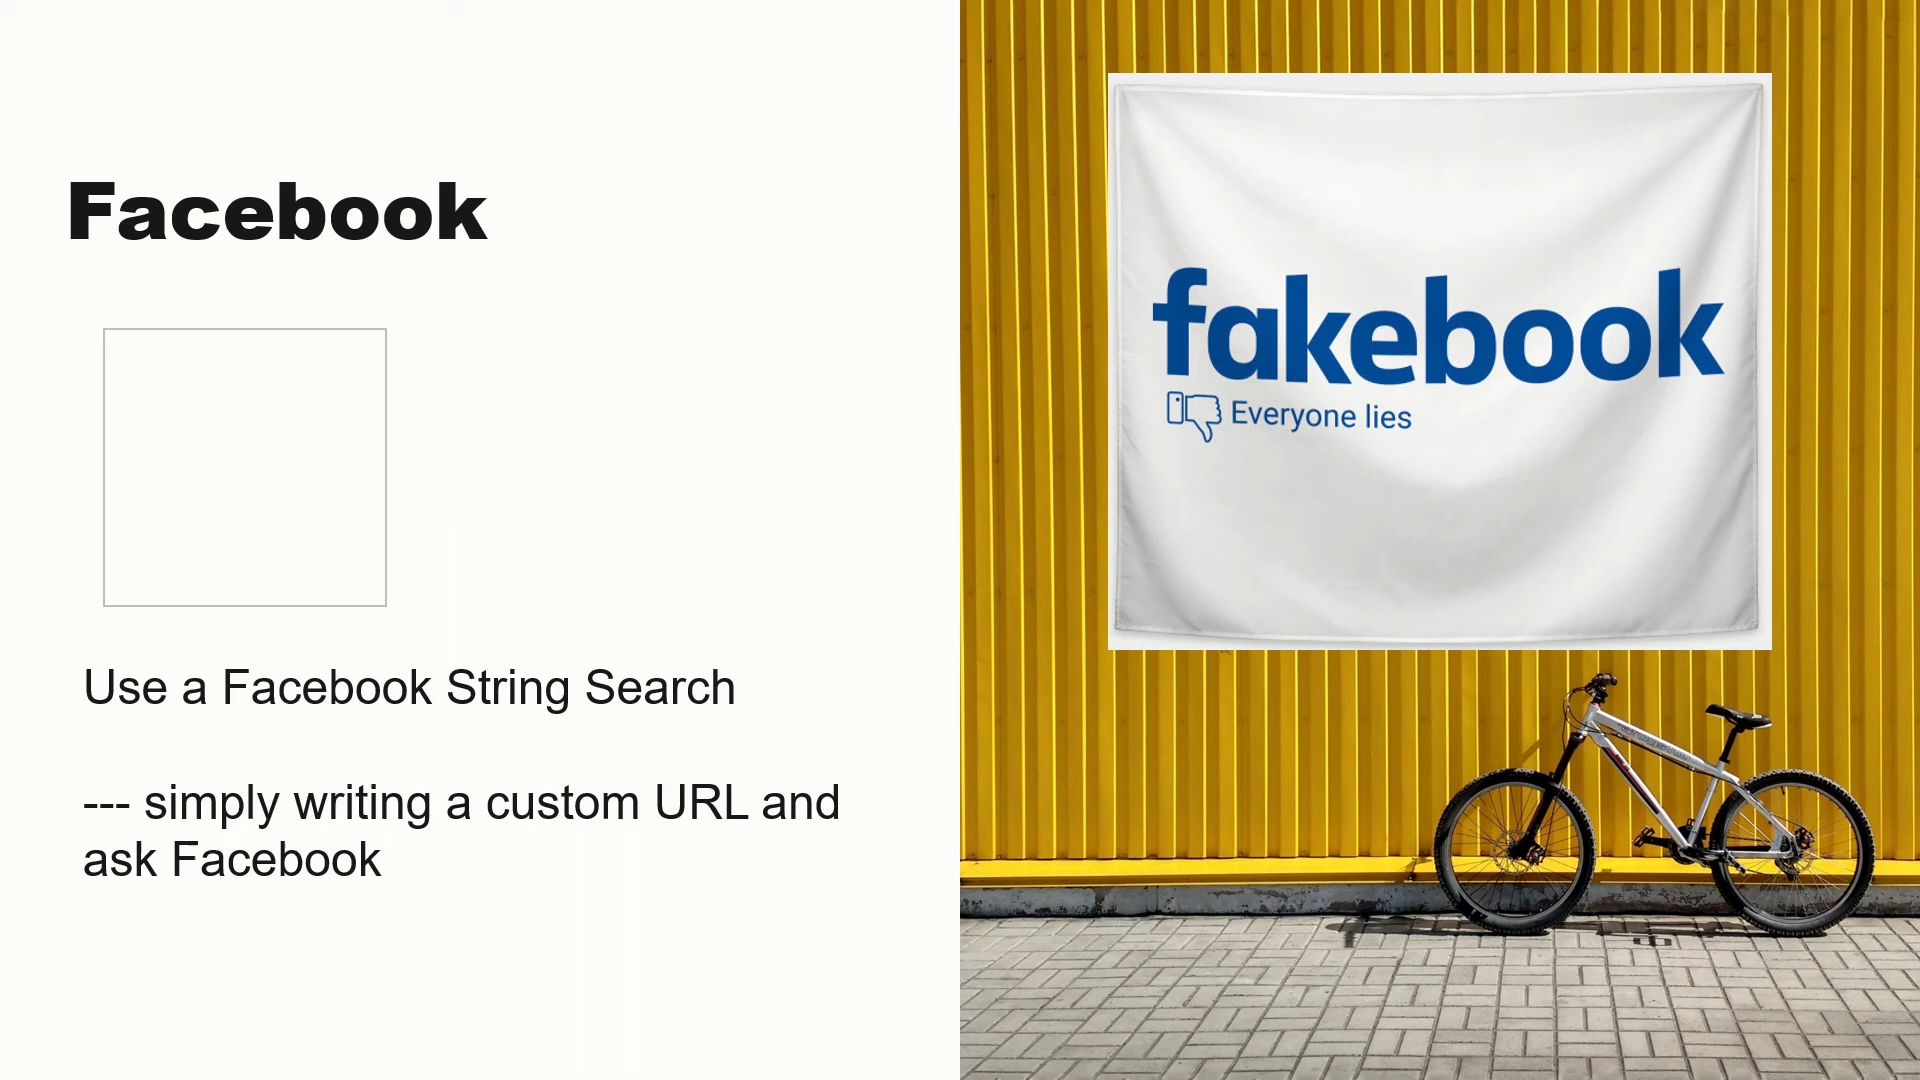 Facebook
Use a Facebook String Search
--- simply writing a custom URL and
ask Facebook
fakebook
Everyone lies